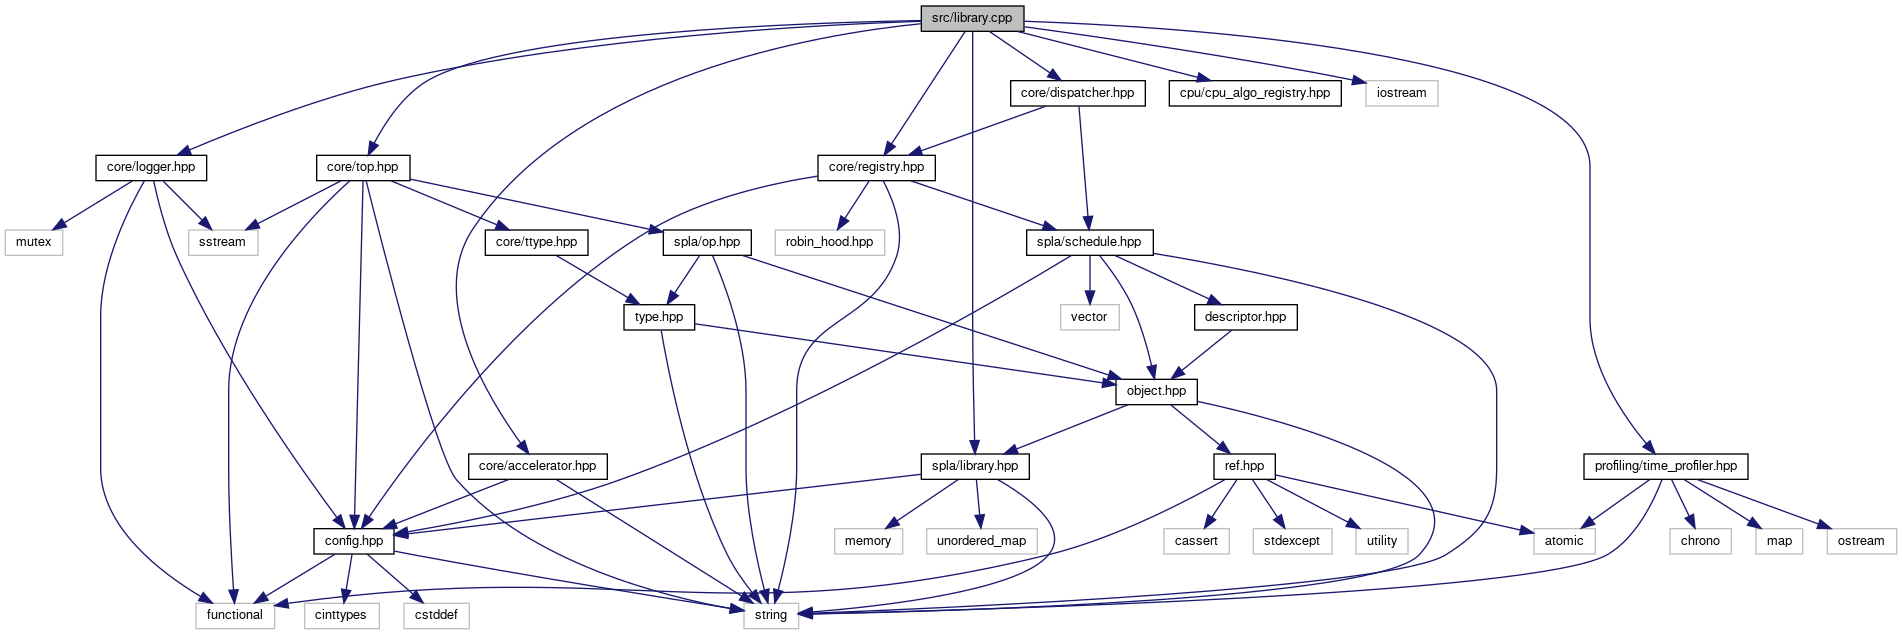 src/library.cpp
core/dispatcher.hpp
cpu/cpu_algo_registry.hpp
iostream
core/logger.hpp
core/top.hpp
core/registry.hpp
mutex
sstream
core/ttype.hpp
spla/op.hpp
robin_hood.hpp
spla/schedule.hpp
type.hpp
vector
descriptor.hpp
object.hpp
core/accelerator.hpp
spla/library.hpp
ref.hpp
profiling/time_profiler.hpp
config.hpp
memory
unordered_map
cassert
stdexcept
utility
atomic
chrono
map
ostream
functional
cinttypes
cstddef
string